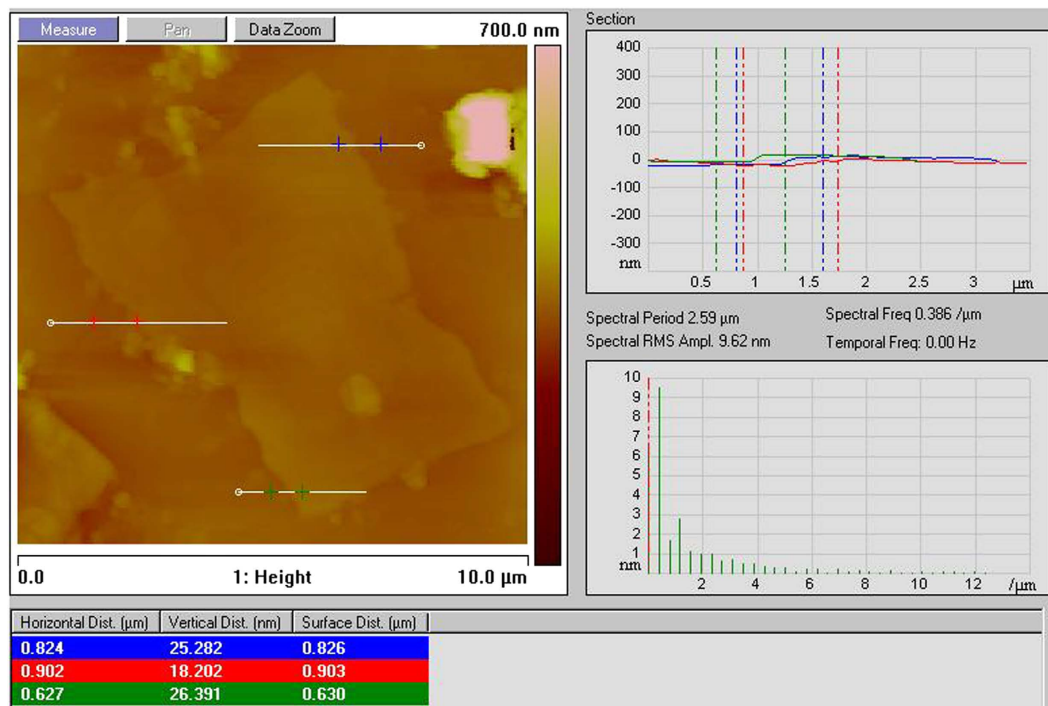 Measure Pan Data Zoom 700.0 nm
0.0 1: Height 10.0 µm
Section
400
300
200
100
0
-100
-200
-300
nm
0.5 1 1.5 2 2.5 3 µm
Spectral Period 2.59 µm Spectral Freq 0.386 /µm
Spectral RMS Ampl. 9.62 nm Temporal Freq: 0.00 Hz
10
9
8
7
6
5
4
3
2
1
nm
2 4 6 8 10 12 /µm
Horizontal Dist. (µm) Vertical Dist. (nm) Surface Dist. (µm)
0.824 25.282 0.826
0.902 18.202 0.903
0.627 26.391 0.630